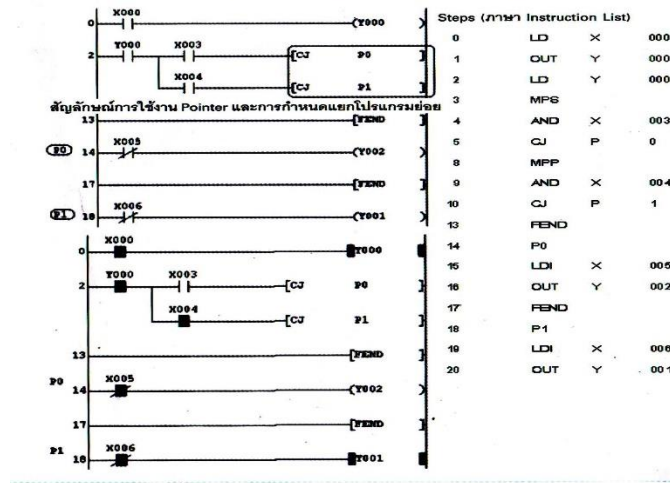 X000
0 (Y000 )
2 Y000 X003 [CJ P0 ]
X004 [CJ P1 ]
สัญลักษณ์การใช้งาน Pointer และการกำหนดแยกโปรแกรมย่อย
13 [FEND ]
X005
P0 14 (Y002 )
17 [FEND ]
X006
P1 18 (Y001 )
X000
0 Y000
Y000 X003
2 [CJ P0 ]
X004
[CJ P1 ]
13 [FEND ]
X005
P0 14 (Y002 )
17 [FEND ]
X006
P1 18 Y001
Steps (ภาษา Instruction List)
0 LD X 000
1 OUT Y 000
2 LD Y 000
3 MPS
4 AND X 003
5 CJ P 0
8 MPP
9 AND X 004
10 CJ P 1
13 FEND
14 P0
15 LDI X 005
16 OUT Y 002
17 FEND
18 P1
19 LDI X 006
20 OUT Y 001